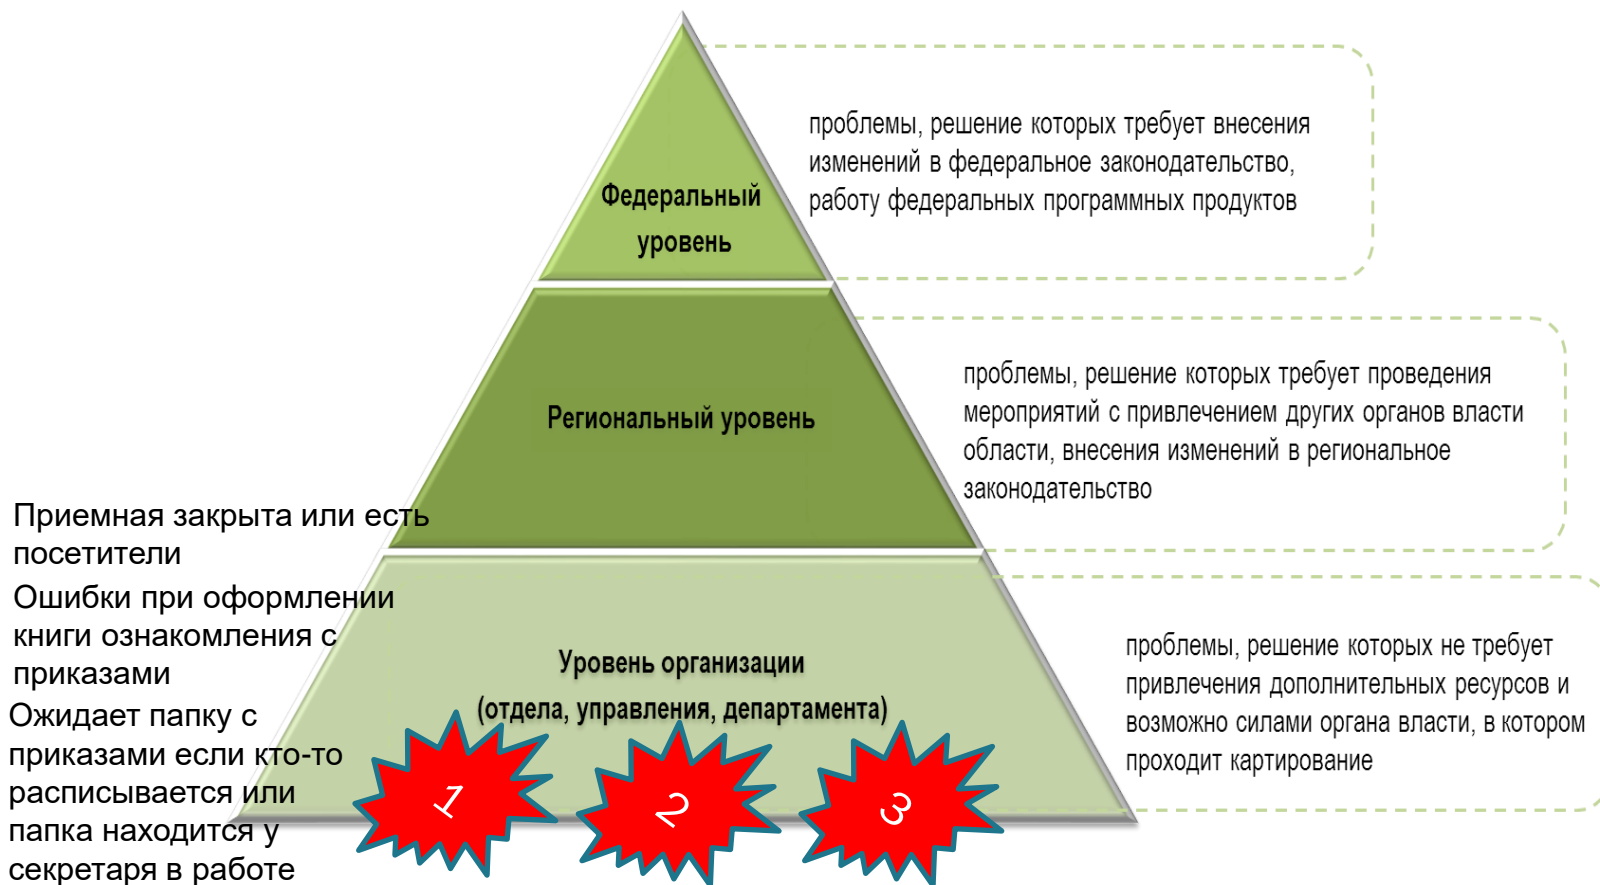 Федеральный
уровень
проблемы, решение которых требует внесения
изменений в федеральное законодательство,
работу федеральных программных продуктов
Региональный уровень
проблемы, решение которых требует проведения
мероприятий с привлечением других органов власти
области, внесения изменений в региональное
законодательство
Приемная закрыта или есть
посетители
Ошибки при оформлении
книги ознакомления с
приказами
Ожидает папку с
приказами если кто-то
расписывается или
папка находится у
секретаря в работе
Уровень организации
(отдела, управления, департамента)
1
2
3
проблемы, решение которых не требует
привлечения дополнительных ресурсов и
возможно силами органа власти, в котором
проходит картирование